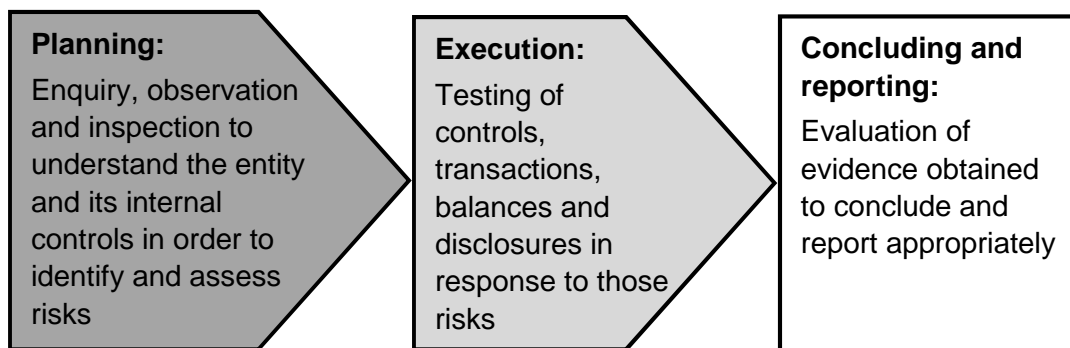 Planning:
Enquiry, observation
and inspection to
understand the entity
and its internal
controls in order to
identify and assess
risks
Execution:
Testing of
controls,
transactions,
balances and
disclosures in
response to those
risks
Concluding and
reporting:
Evaluation of
evidence obtained
to conclude and
report appropriately